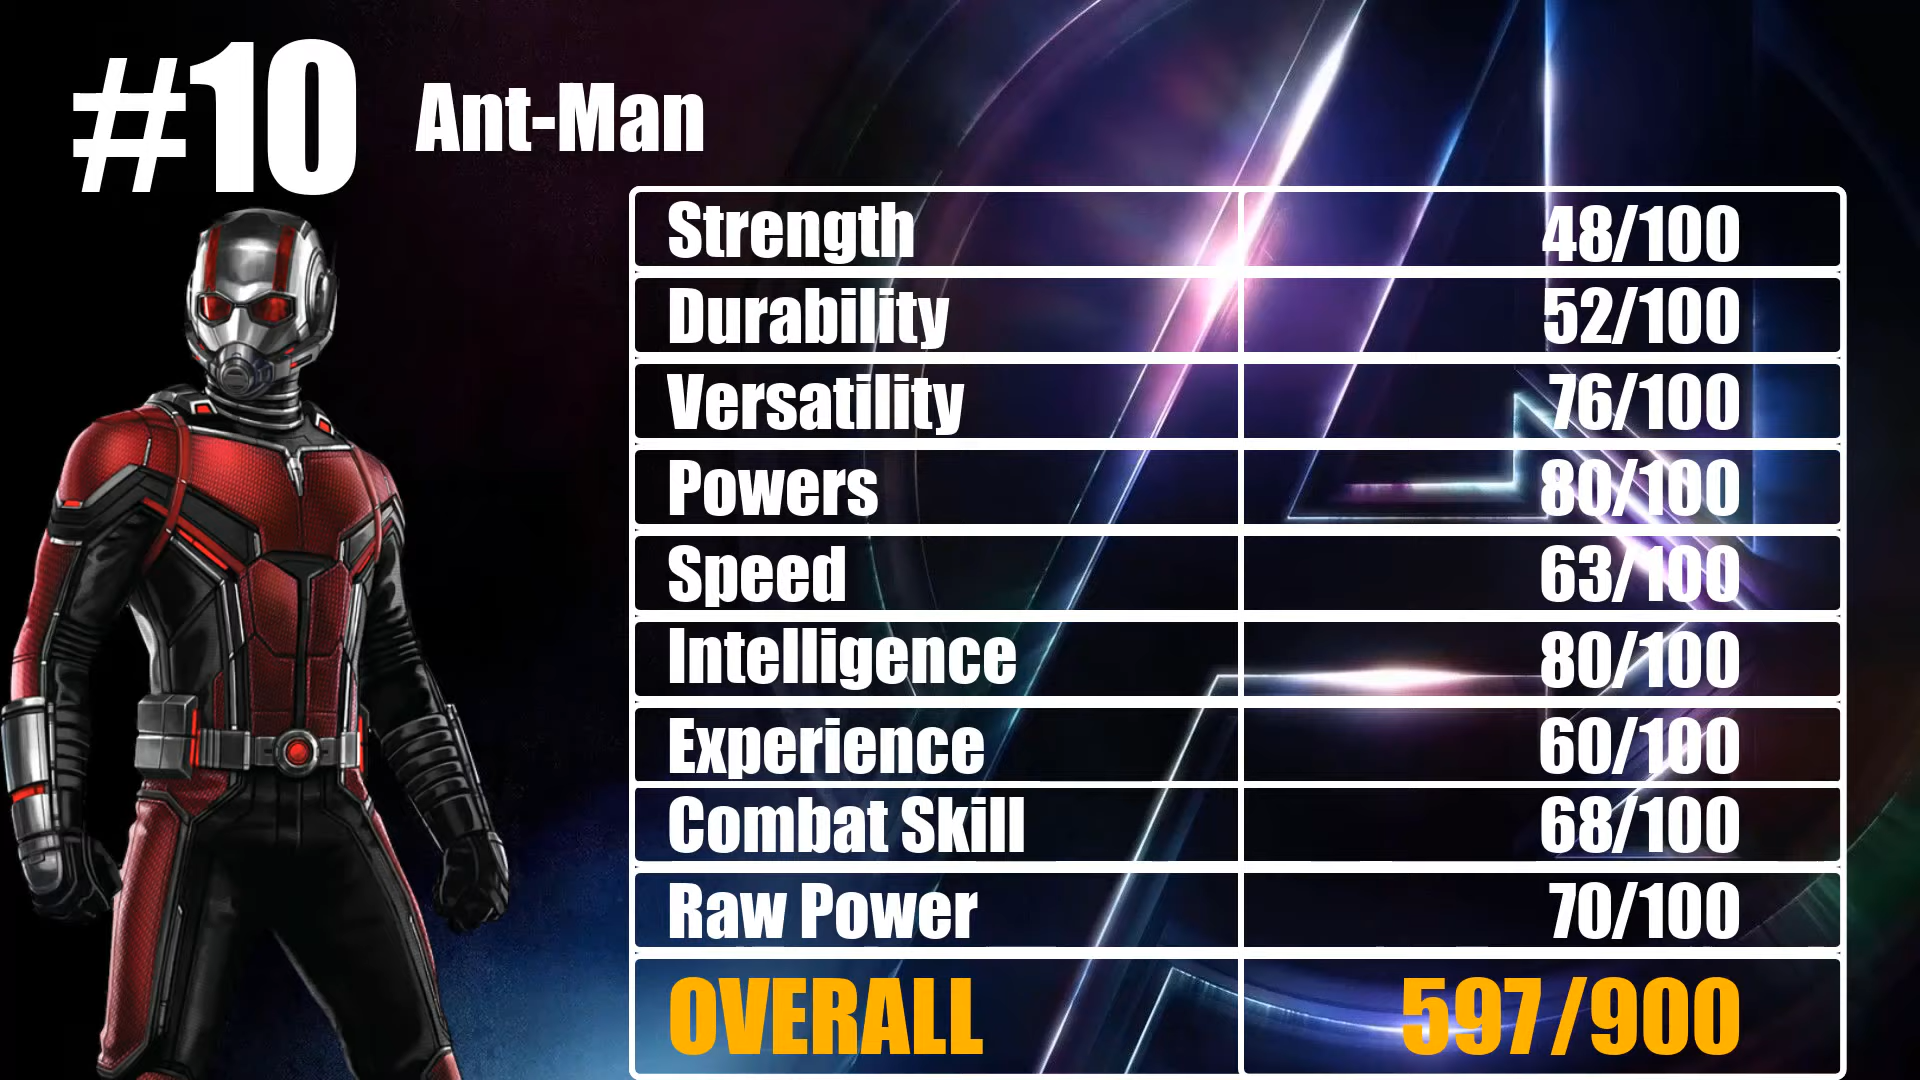 #10 Ant-Man
Strength 48/100
Durability 52/100
Versatility 76/100
Powers 80/100
Speed 63/100
Intelligence 80/100
Experience 60/100
Combat Skill 68/100
Raw Power 70/100
OVERALL 597/900